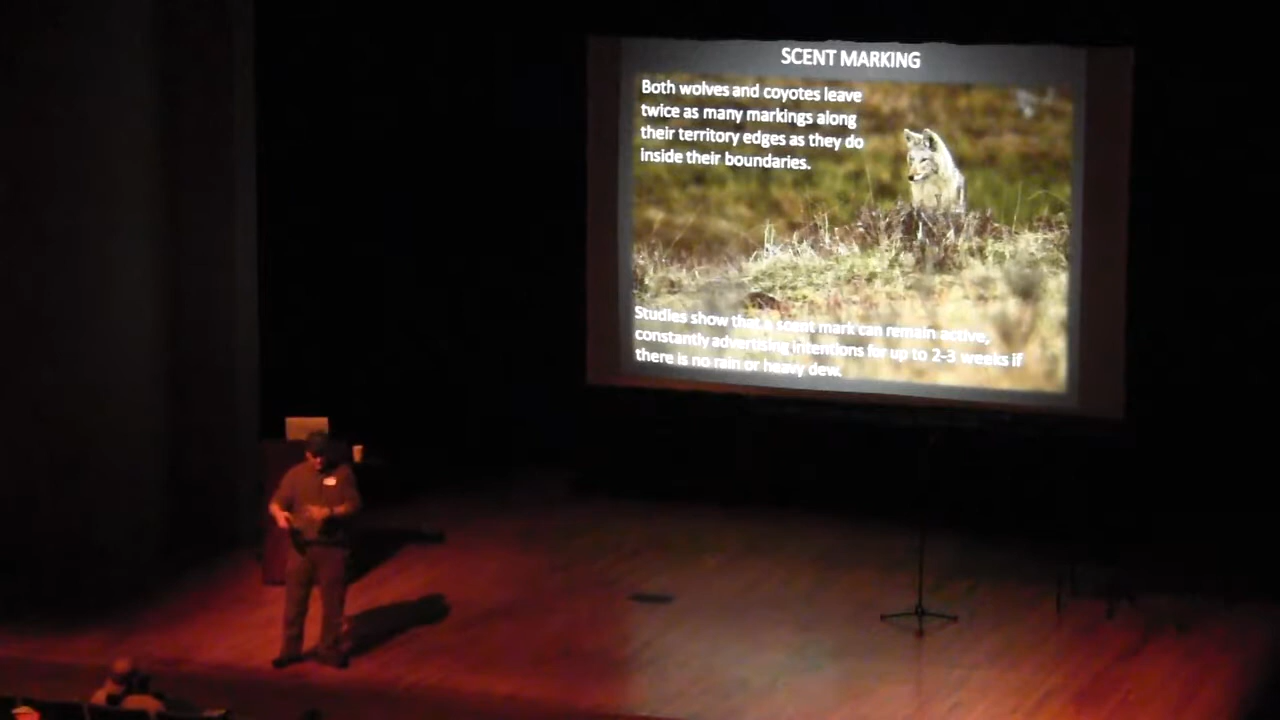 SCENT MARKING
Both wolves and coyotes leave
twice as many markings along
their territory edges as they do
inside their boundaries.
Studies show that a scent mark can remain active,
constantly advertising intentions for up to 2-3 weeks if
there is no rain or heavy dew.